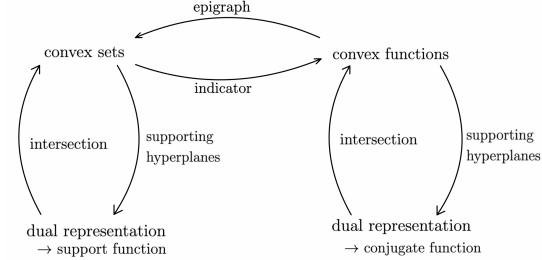 epigraph
convex sets
convex functions
indicator
intersection
supporting
hyperplanes
intersection
supporting
hyperplanes
dual representation
→ support function
dual representation
→ conjugate function